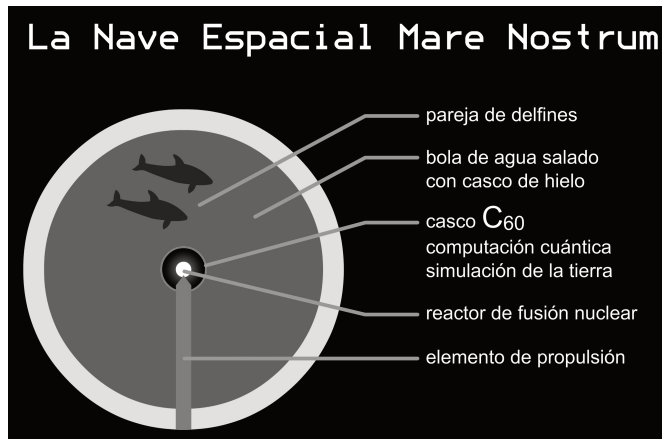 La Nave Espacial Mare Nostrum
pareja de delfines
bola de agua salado
con casco de hielo
casco C60
computación cuántica
simulación de la tierra
reactor de fusión nuclear
elemento de propulsión